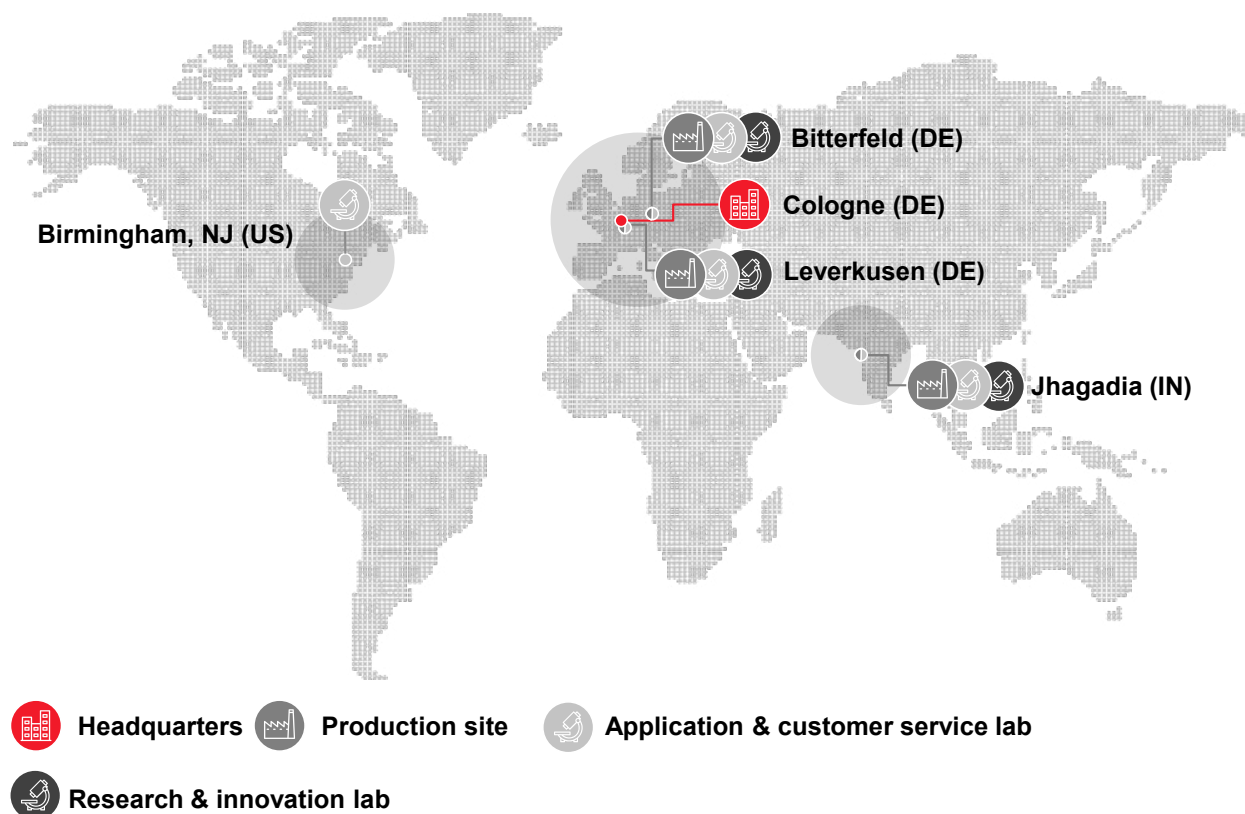 Bitterfeld (DE)
Cologne (DE)
Birmingham, NJ (US)
Leverkusen (DE)
Jhagadia (IN)
Headquarters
Production site
Application & customer service lab
Research & innovation lab